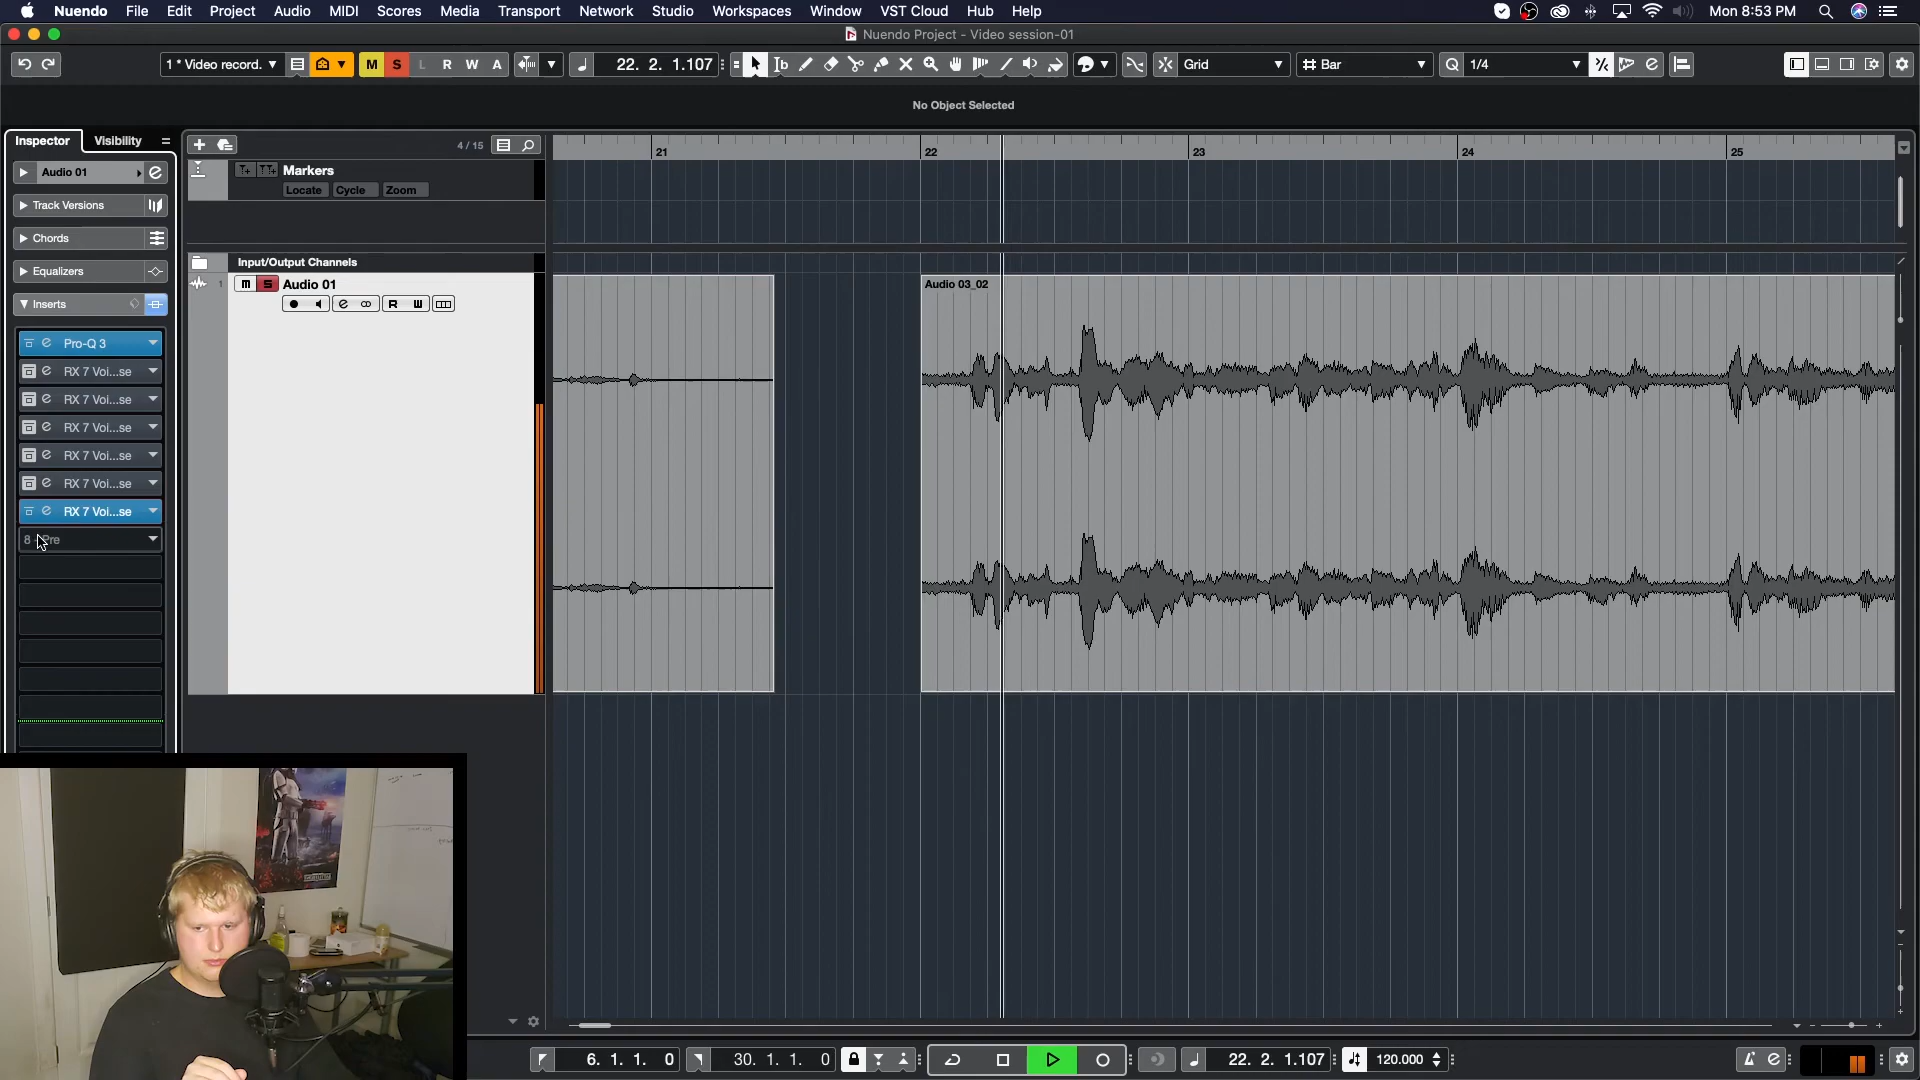 Nuendo File Edit Project Audio MIDI Scores Media Transport Network Studio Workspaces Window VST Cloud Hub Help Mon 8:53 PM
Nuendo Project - Video session-01
1 * Video record. M S L R W A 22. 2. 1.107 Grid Bar Q 1/4
No Object Selected
Inspector Visibility
4 / 15
21 22 23 24 25
Audio 01
Markers
Locate Cycle Zoom
Track Versions
Chords
Input/Output Channels
Equalizers
1 m S Audio 01
Audio 03_02
R W
Inserts
Pro-Q 3
RX 7 Voi...se
RX 7 Voi...se
RX 7 Voi...se
RX 7 Voi...se
RX 7 Voi...se
RX 7 Voi...se
8 - Pre
6. 1. 1. 0 30. 1. 1. 0 22. 2. 1.107 120.000